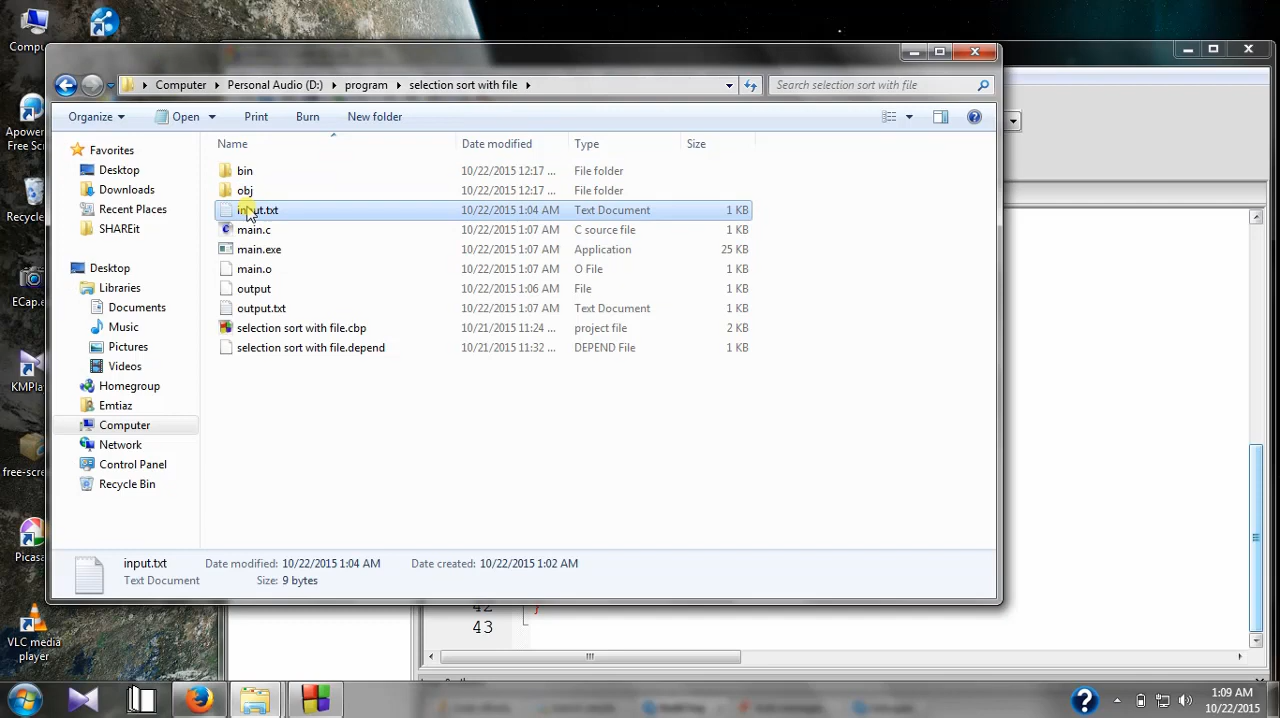 Computer ▸ Personal Audio (D:) ▸ program ▸ selection sort with file ▸
Search selection sort with file
Organize
Open
Print
Burn
New folder
Name
Date modified
Type
Size
bin 10/22/2015 12:17 ... File folder
obj 10/22/2015 12:17 ... File folder
input.txt 10/22/2015 1:04 AM Text Document 1 KB
main.c 10/22/2015 1:07 AM C source file 1 KB
main.exe 10/22/2015 1:07 AM Application 25 KB
main.o 10/22/2015 1:07 AM O File 1 KB
output 10/22/2015 1:06 AM File 1 KB
output.txt 10/22/2015 1:07 AM Text Document 1 KB
selection sort with file.cbp 10/21/2015 11:24 ... project file 2 KB
selection sort with file.depend 10/21/2015 11:32 ... DEPEND File 1 KB
Favorites
Desktop
Downloads
Recent Places
SHAREit
Desktop
Libraries
Documents
Music
Pictures
Videos
Homegroup
Emtiaz
Computer
Network
Control Panel
Recycle Bin
input.txt Date modified: 10/22/2015 1:04 AM Date created: 10/22/2015 1:02 AM
Text Document Size: 9 bytes
Compu
Apower
Free Scr
Recycle
ECap.e
KMPla
free-scre
Picasa
VLC media
player
42 }
43
1:09 AM
10/22/2015